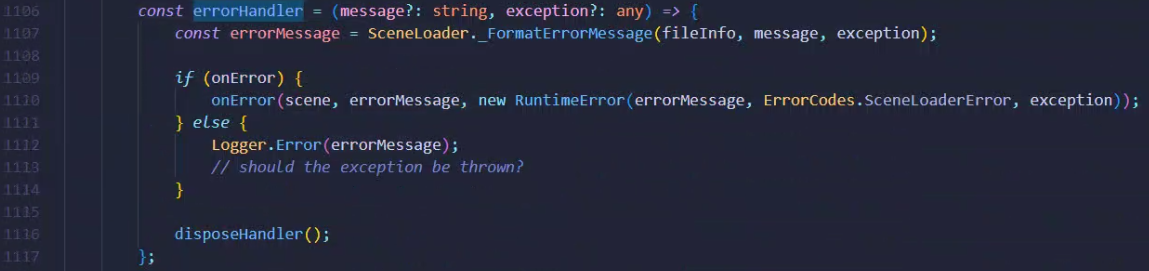 1106 const errorHandler = (message?: string, exception?: any) => {
1107 const errorMessage = SceneLoader._FormatErrorMessage(fileInfo, message, exception);
1108
1109 if (onError) {
1110 onError(scene, errorMessage, new RuntimeError(errorMessage, ErrorCodes.SceneLoaderError, exception));
1111 } else {
1112 Logger.Error(errorMessage);
1113 // should the exception be thrown?
1114 }
1115
1116 disposeHandler();
1117 };